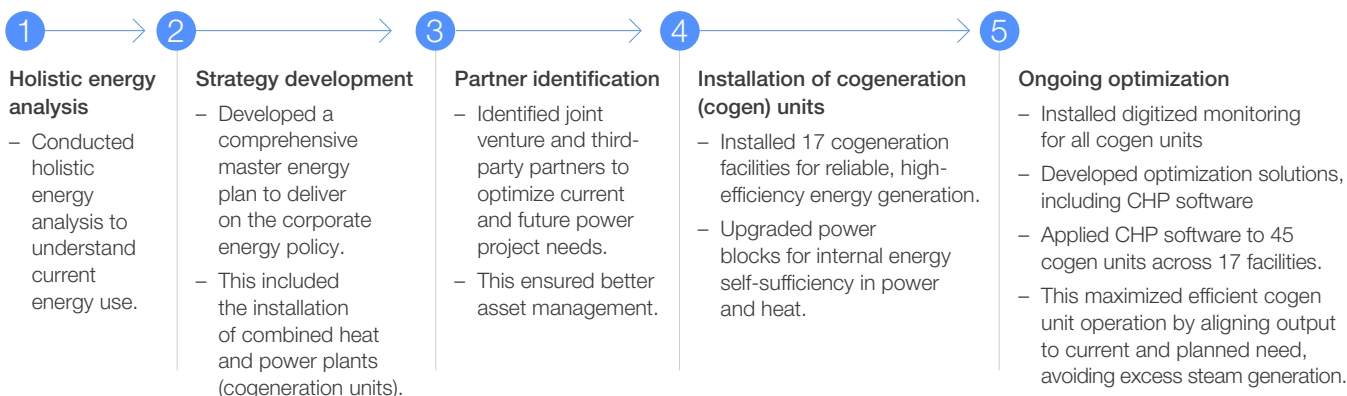 1
2
3
4
5
Holistic energy
analysis
– Conducted
holistic
energy
analysis to
understand
current
energy use.
Strategy development
– Developed a
comprehensive
master energy
plan to deliver
on the corporate
energy policy.
– This included
the installation
of combined heat
and power plants
(cogeneration units).
Partner identification
– Identified joint
venture and third-
party partners to
optimize current
and future power
project needs.
– This ensured better
asset management.
Installation of cogeneration
(cogen) units
– Installed 17 cogeneration
facilities for reliable, high-
efficiency energy generation.
– Upgraded power
blocks for internal energy
self-sufficiency in power
and heat.
Ongoing optimization
– Installed digitized monitoring
for all cogen units
– Developed optimization solutions,
including CHP software
– Applied CHP software to 45
cogen units across 17 facilities.
– This maximized efficient cogen
unit operation by aligning output
to current and planned need,
avoiding excess steam generation.